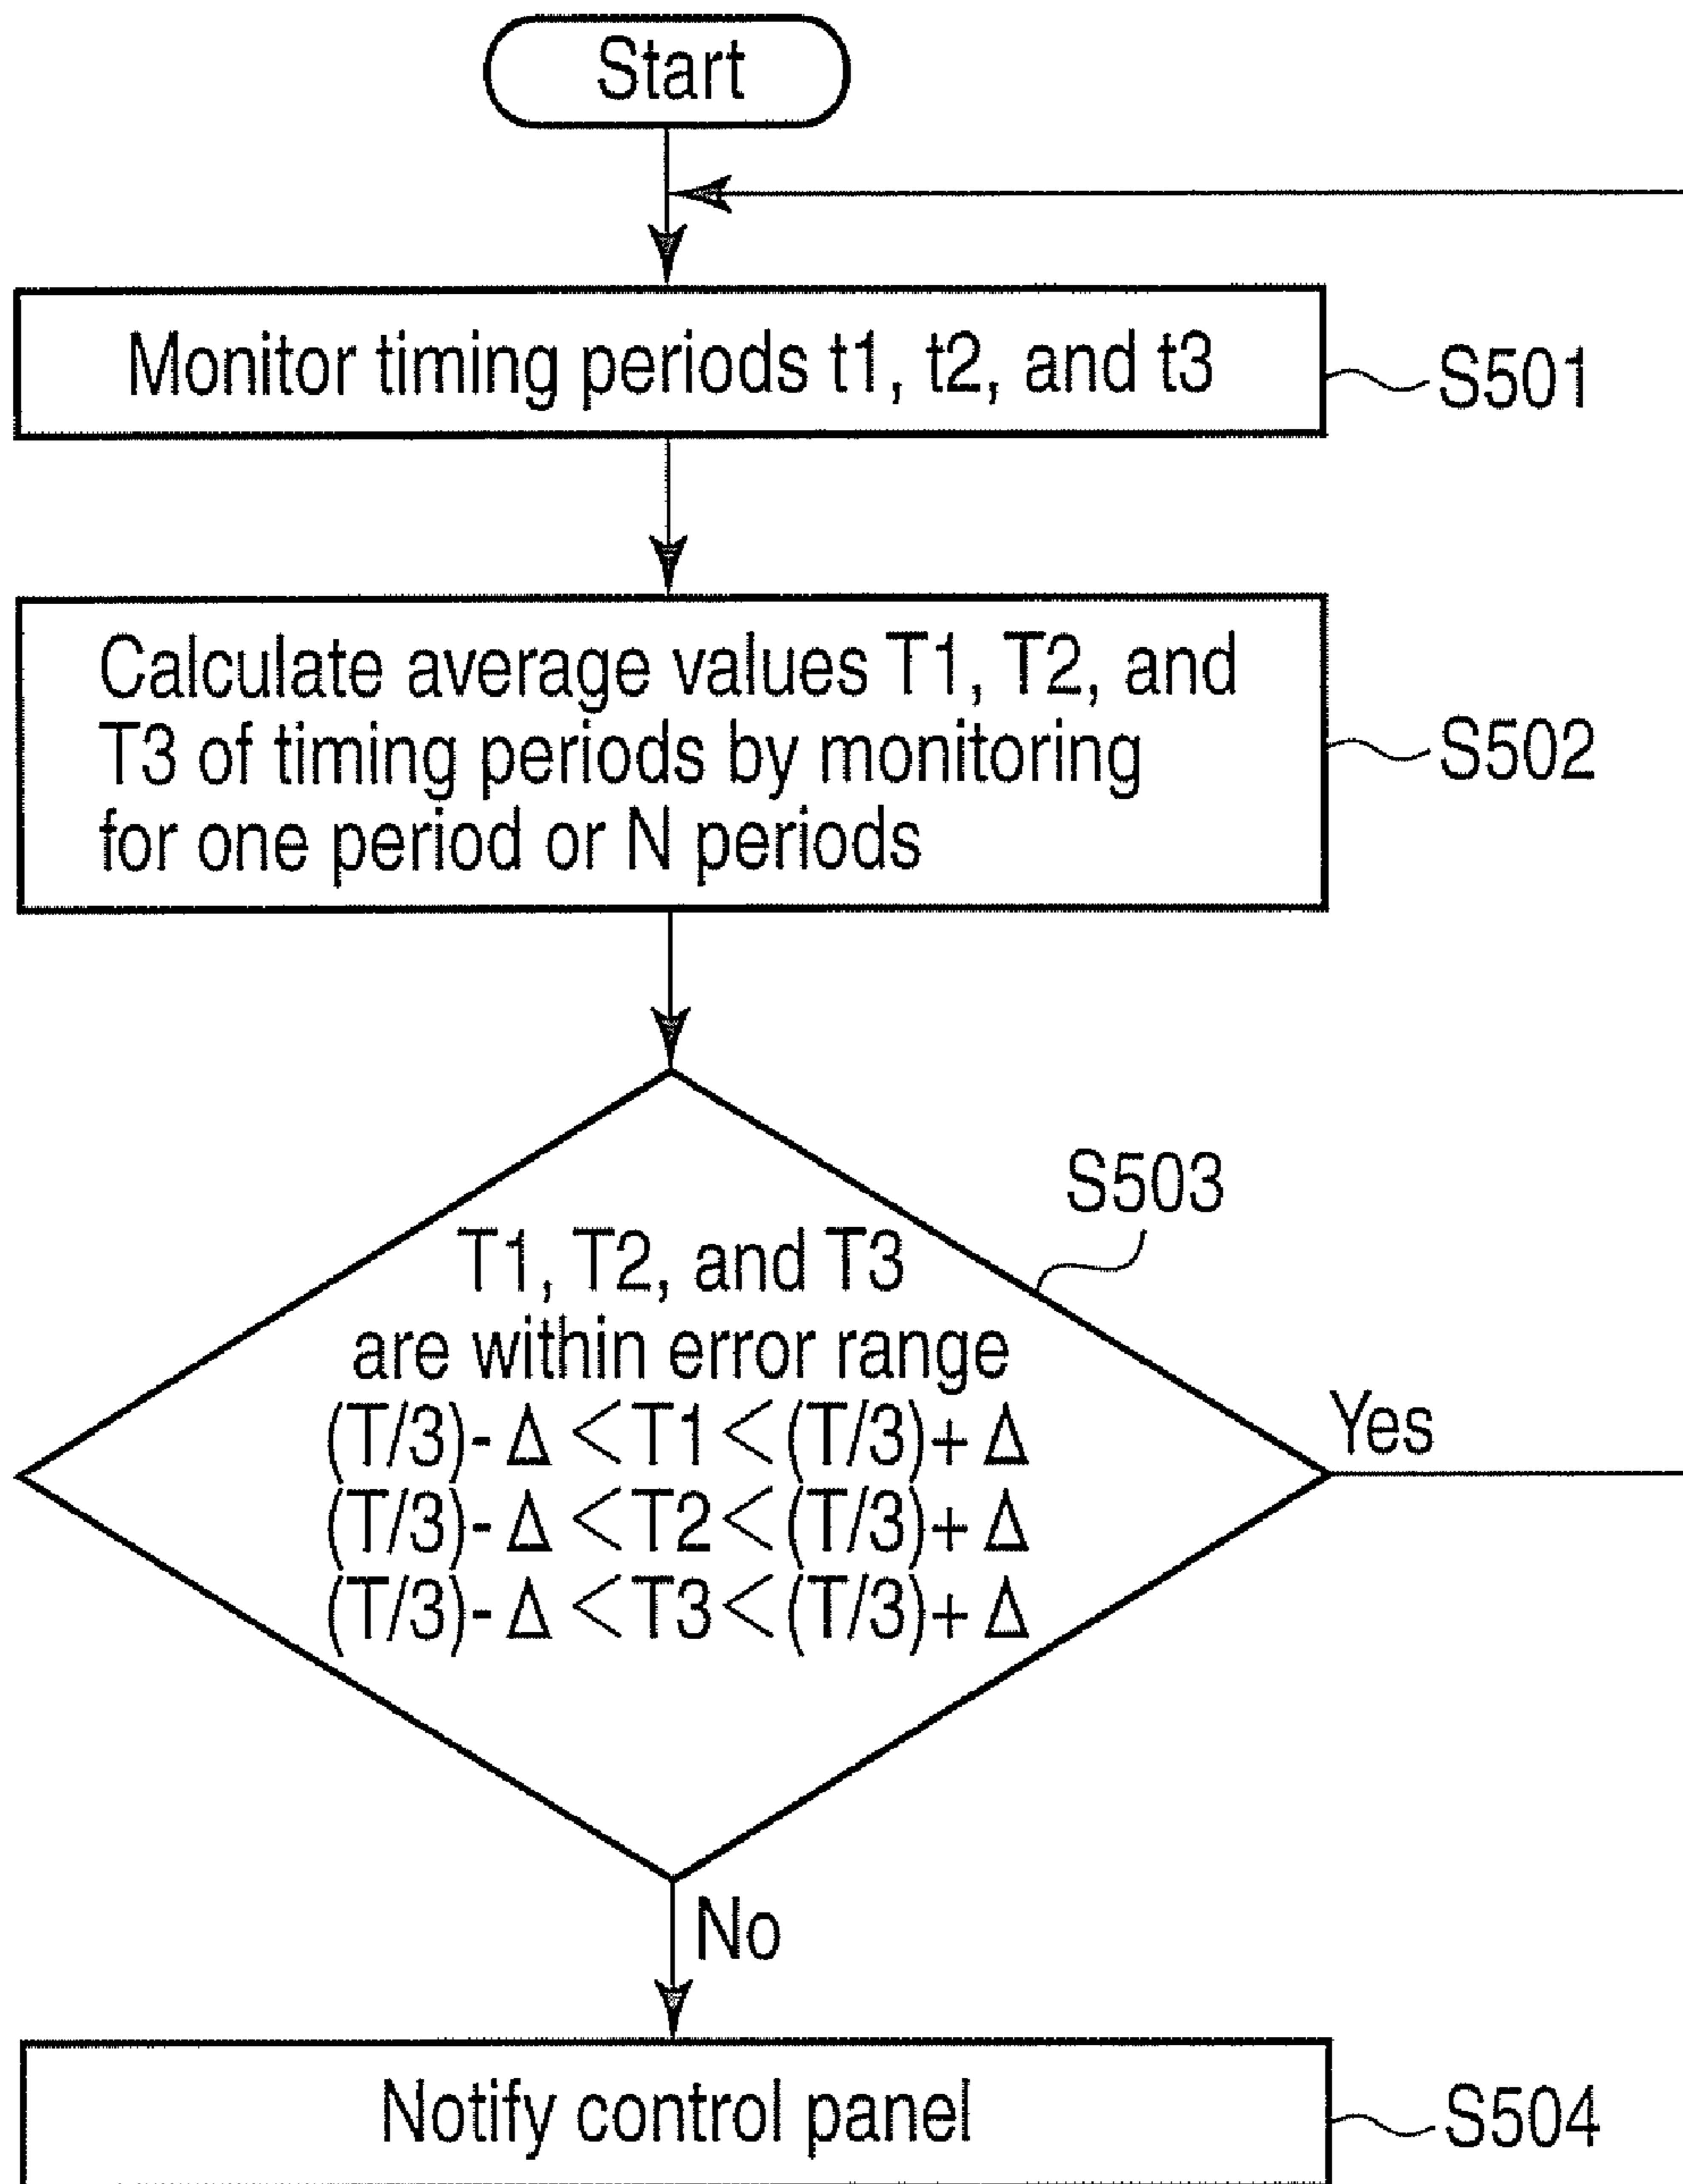 Start
Monitor timing periods t1, t2, and t3
S501
Calculate average values T1, T2, and
T3 of timing periods by monitoring
for one period or N periods
S502
S503
T1, T2, and T3
are within error range
(T/3)- Δ <T1<(T/3)+ Δ
(T/3)- Δ <T2<(T/3)+ Δ
(T/3)- Δ <T3<(T/3)+ Δ
Yes
No
Notify control panel
S504